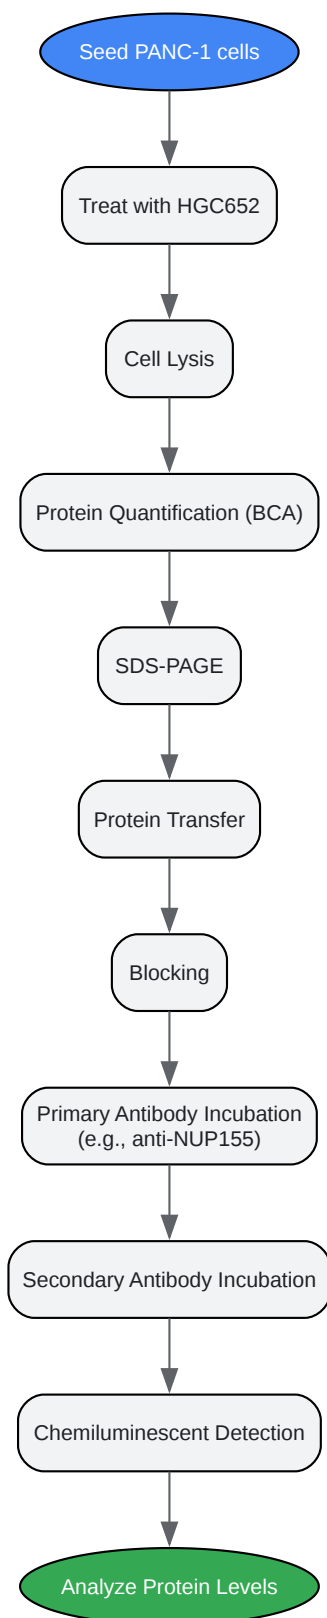 Seed PANC-1 cells
Treat with HGC652
Cell Lysis
Protein Quantification (BCA)
SDS-PAGE
Protein Transfer
Blocking
Primary Antibody Incubation
(e.g., anti-NUP155)
Secondary Antibody Incubation
Chemiluminescent Detection
Analyze Protein Levels